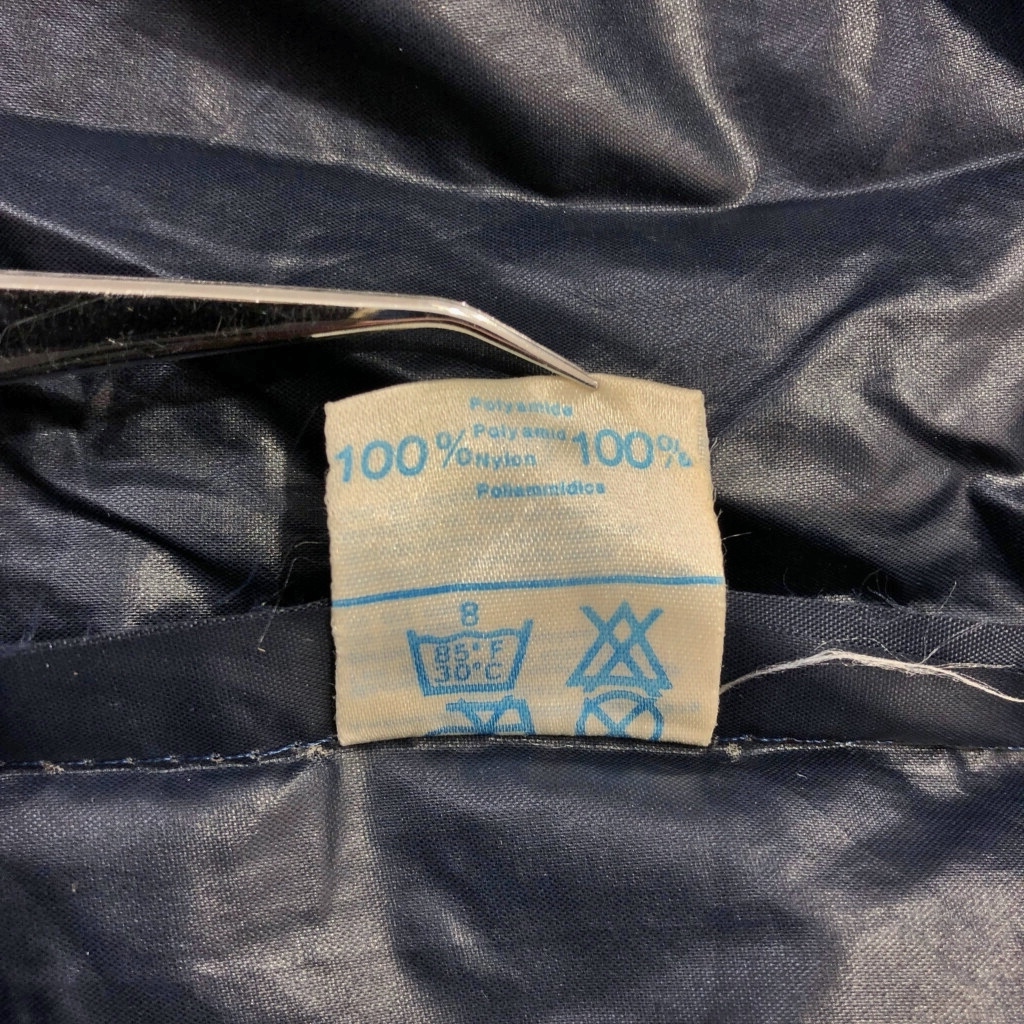 Polyamide
100% Polyamid 100%
Nylon
Poliammidica
8
85°F
30°C